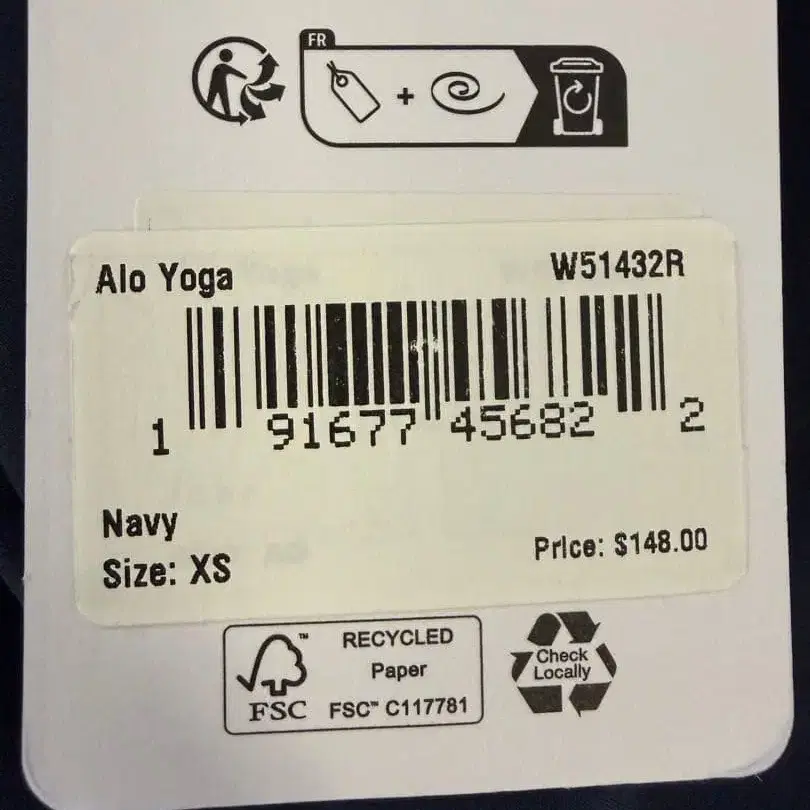 FR
Alo Yoga W51432R
1 91677 45682 2
Navy
Size: XS
Price: $148.00
FSC™
RECYCLED
Paper
FSC™ C117781
Check
Locally